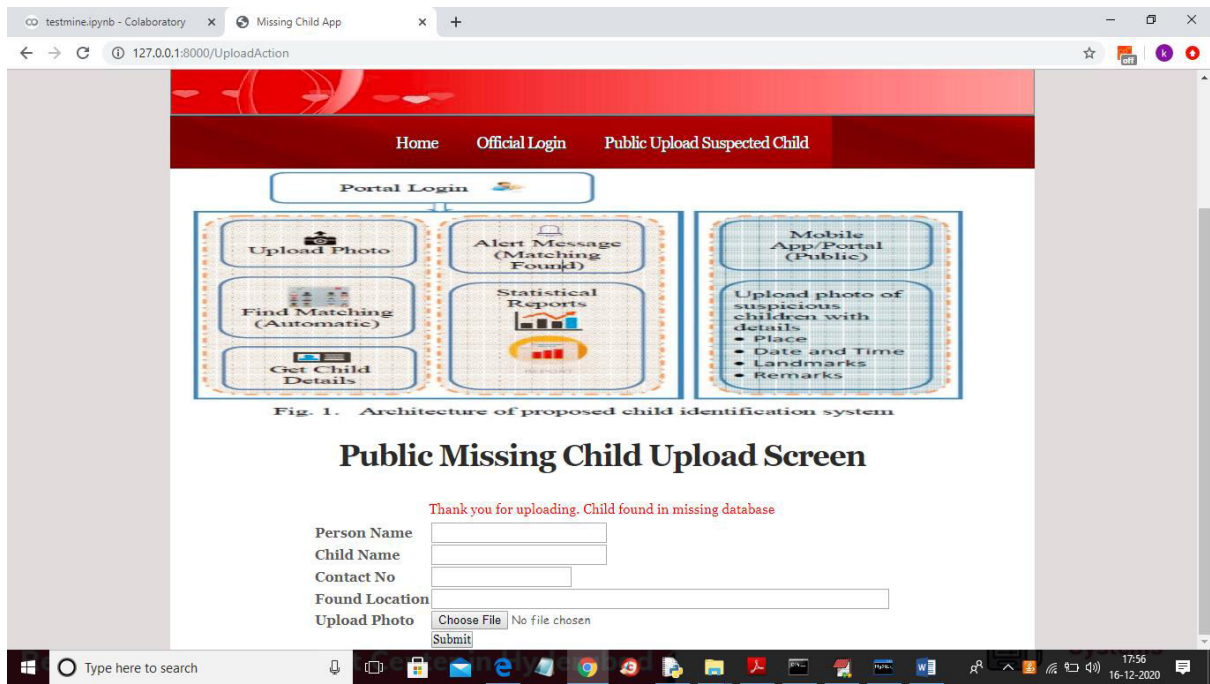 testmine.ipynb - Colaboratory
Missing Child App
127.0.0.1:8000/UploadAction
off
k
Home Official Login Public Upload Suspected Child
Portal Login
Upload Photo
Find Matching
(Automatic)
Get Child
Details
Alert Message
(Matching
Found)
Statistical
Reports
Mobile
App/Portal
(Public)
Upload photo of
suspicious
children with
details
• Place
• Date and Time
• Landmarks
• Remarks
Fig. 1. Architecture of proposed child identification system
Public Missing Child Upload Screen
Thank you for uploading. Child found in missing database
Person Name
Child Name
Contact No
Found Location
Upload Photo Choose File No file chosen
Submit
Type here to search
17:56
16-12-2020